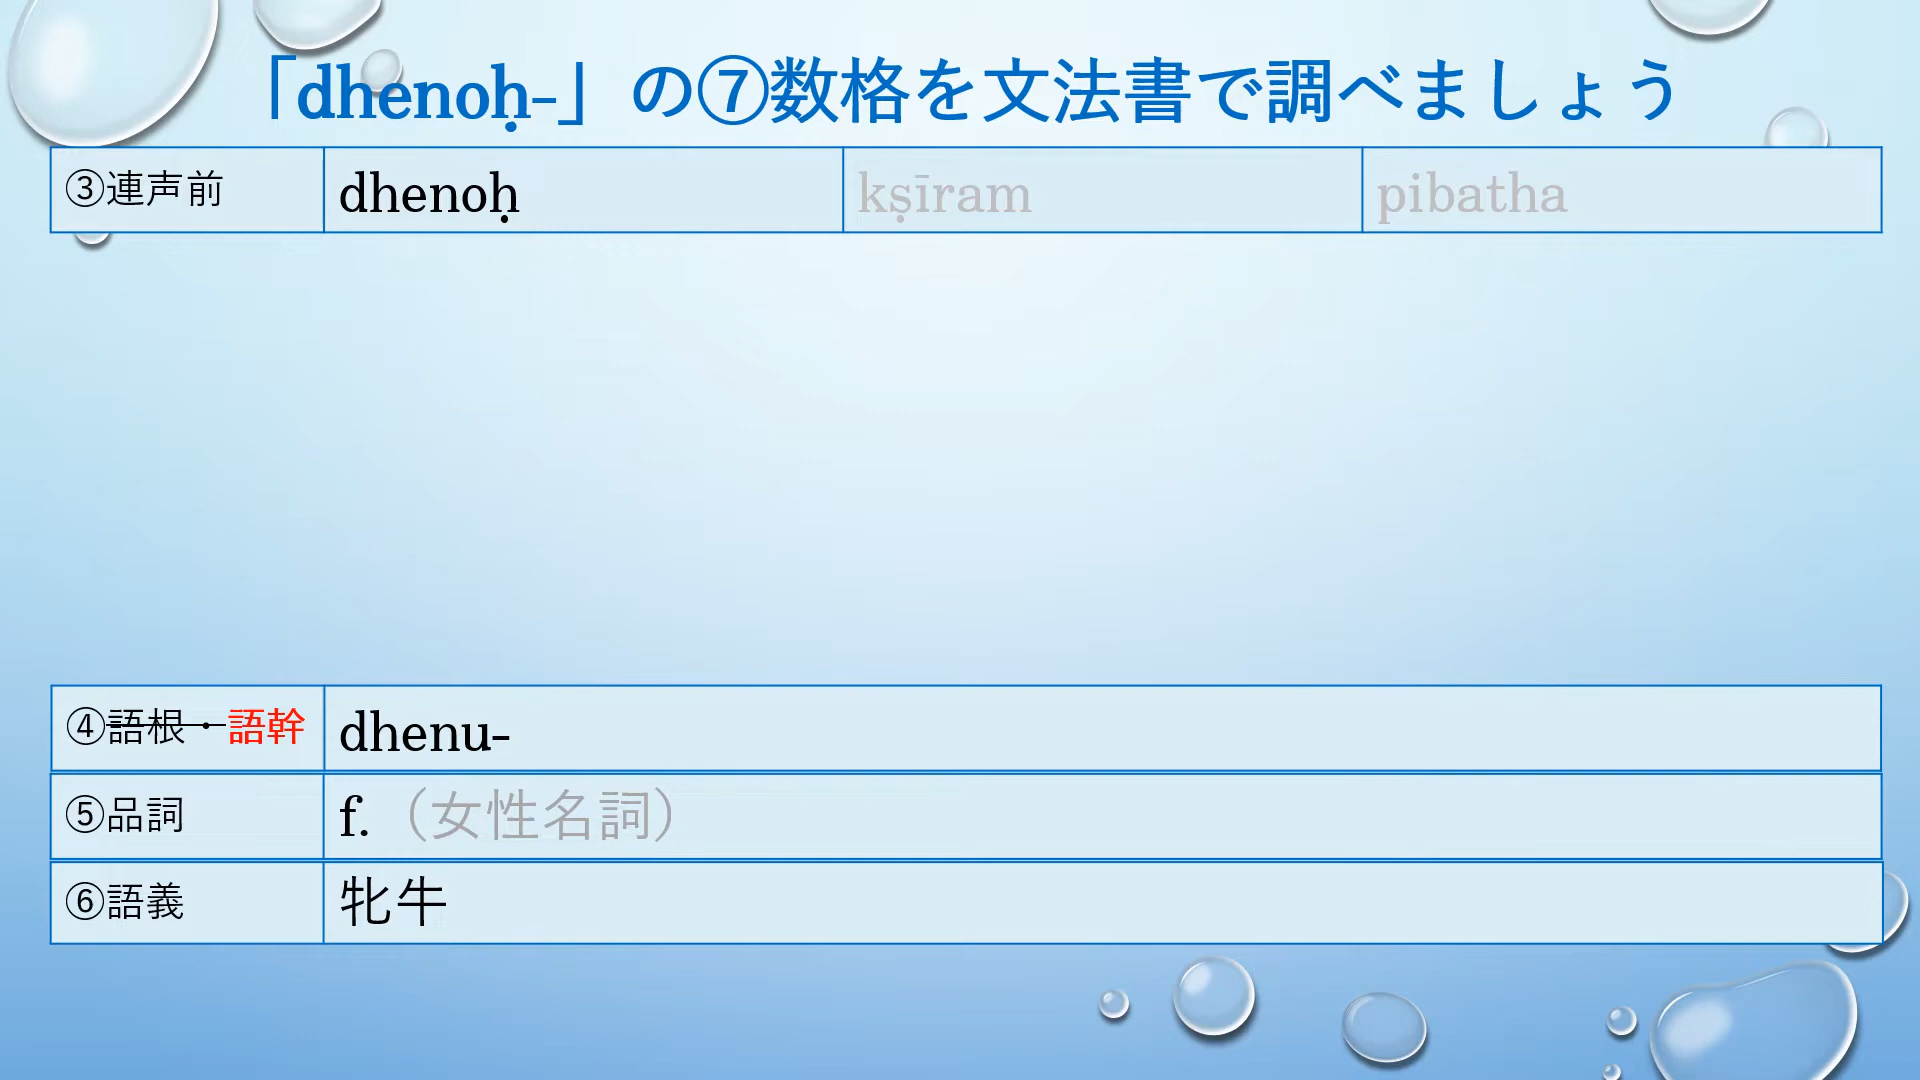 「dhenoḥ-」の⑦数格を文法書で調べましょう
③連声前 dhenoḥ kṣīram pibatha
④語根・語幹 dhenu-
⑤品詞 f.（女性名詞）
⑥語義 牝牛